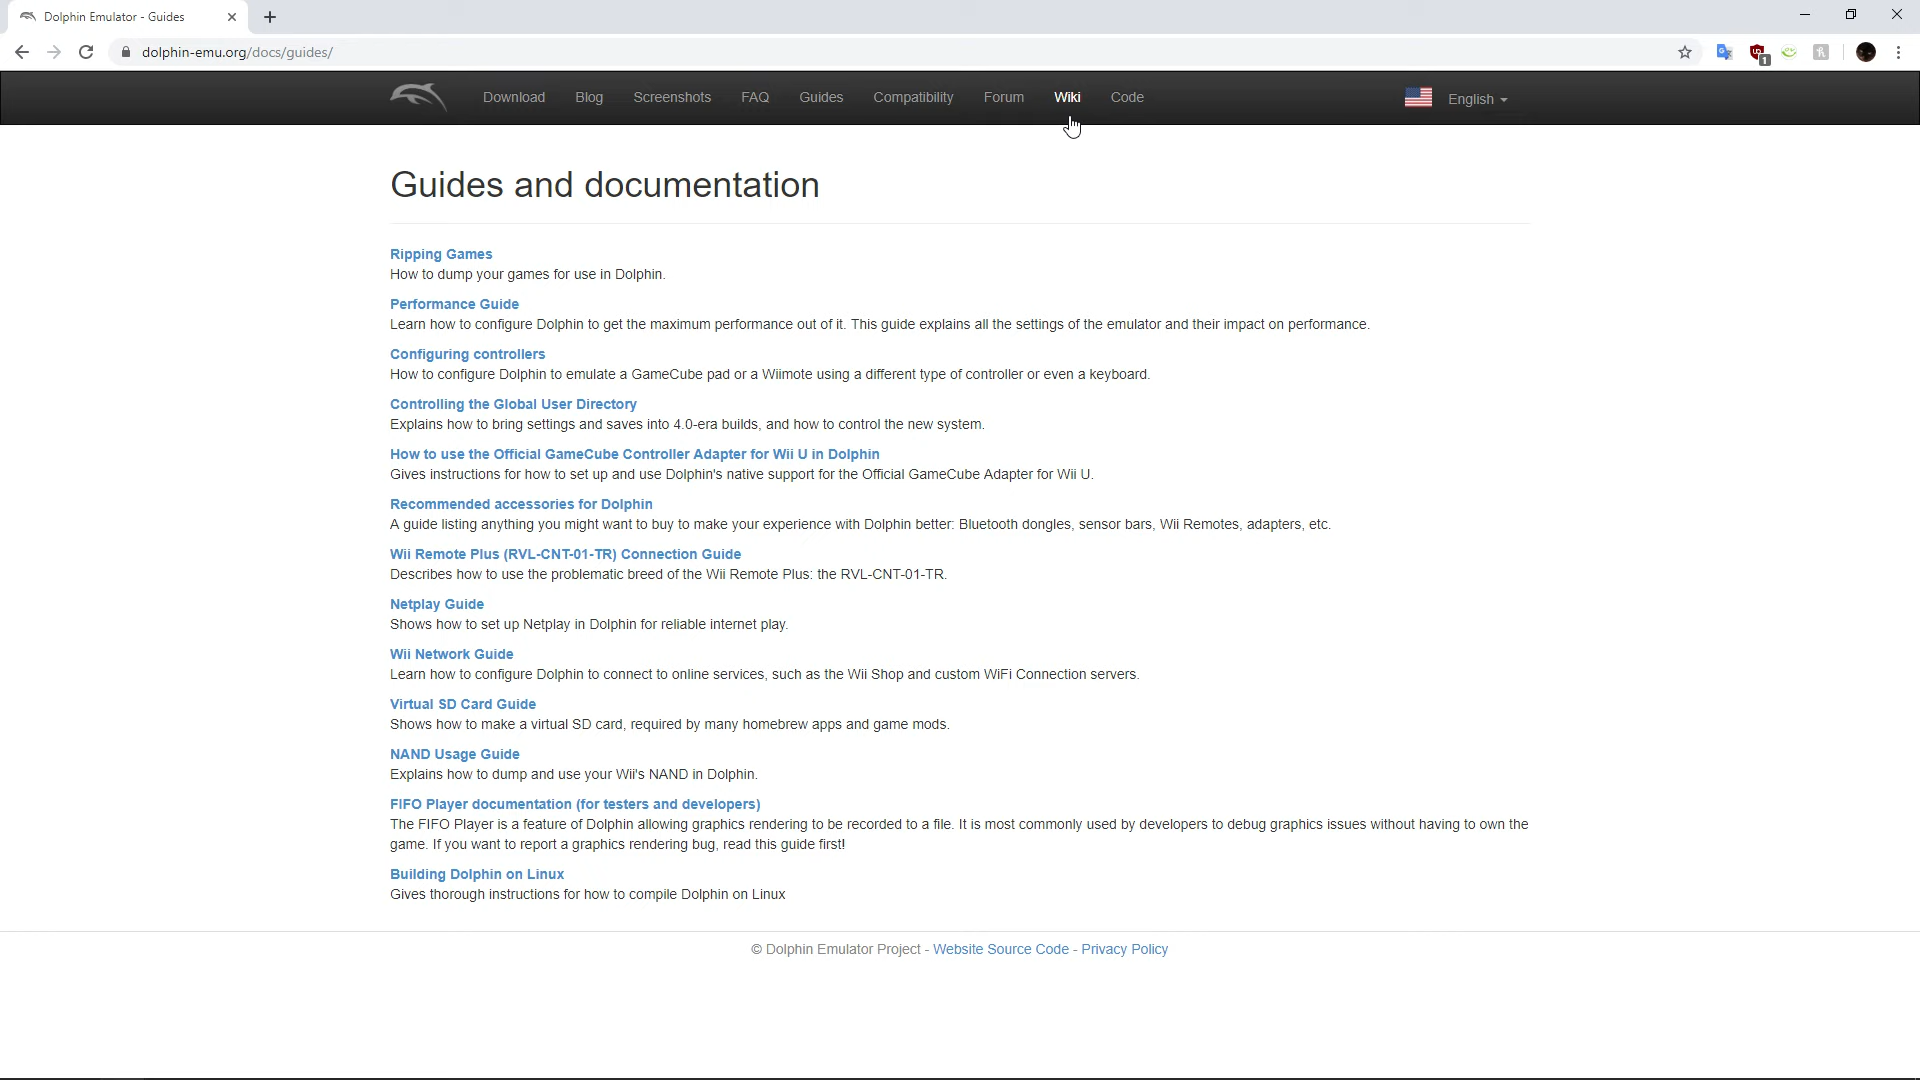 Dolphin Emulator - Guides
dolphin-emu.org/docs/guides/
1
Download Blog Screenshots FAQ Guides Compatibility Forum Wiki Code English
Guides and documentation
Ripping Games
How to dump your games for use in Dolphin.
Performance Guide
Learn how to configure Dolphin to get the maximum performance out of it. This guide explains all the settings of the emulator and their impact on performance.
Configuring controllers
How to configure Dolphin to emulate a GameCube pad or a Wiimote using a different type of controller or even a keyboard.
Controlling the Global User Directory
Explains how to bring settings and saves into 4.0-era builds, and how to control the new system.
How to use the Official GameCube Controller Adapter for Wii U in Dolphin
Gives instructions for how to set up and use Dolphin's native support for the Official GameCube Adapter for Wii U.
Recommended accessories for Dolphin
A guide listing anything you might want to buy to make your experience with Dolphin better: Bluetooth dongles, sensor bars, Wii Remotes, adapters, etc.
Wii Remote Plus (RVL-CNT-01-TR) Connection Guide
Describes how to use the problematic breed of the Wii Remote Plus: the RVL-CNT-01-TR.
Netplay Guide
Shows how to set up Netplay in Dolphin for reliable internet play.
Wii Network Guide
Learn how to configure Dolphin to connect to online services, such as the Wii Shop and custom WiFi Connection servers.
Virtual SD Card Guide
Shows how to make a virtual SD card, required by many homebrew apps and game mods.
NAND Usage Guide
Explains how to dump and use your Wii's NAND in Dolphin.
FIFO Player documentation (for testers and developers)
The FIFO Player is a feature of Dolphin allowing graphics rendering to be recorded to a file. It is most commonly used by developers to debug graphics issues without having to own the
game. If you want to report a graphics rendering bug, read this guide first!
Building Dolphin on Linux
Gives thorough instructions for how to compile Dolphin on Linux
© Dolphin Emulator Project - Website Source Code - Privacy Policy